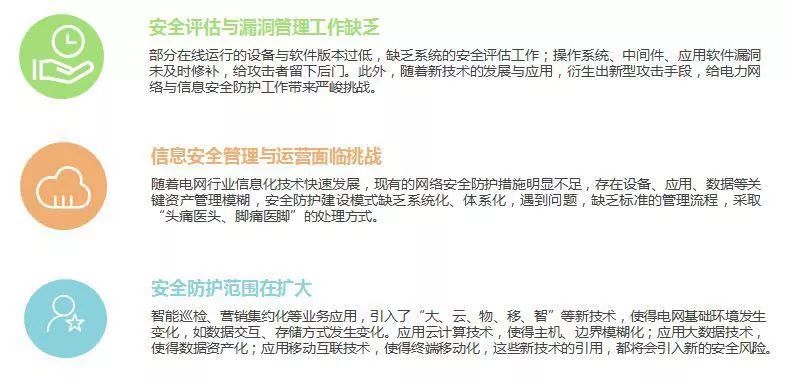 安全评估与漏洞管理工作缺乏
部分在线运行的设备与软件版本过低，缺乏系统的安全评估工作；操作系统、中间件、应用软件漏洞
未及时修补，给攻击者留下后门。此外，随着新技术的发展与应用，衍生出新型攻击手段，给电力网
络与信息安全防护工作带来严峻挑战。
信息安全管理与运营面临挑战
随着电网行业信息化技术快速发展，现有的网络安全防护措施明显不足，存在设备、应用、数据等关
键资产管理模糊，安全防护建设模式缺乏系统化、体系化，遇到问题，缺乏标准的管理流程，采取
“头痛医头、脚痛医脚”的处理方式。
安全防护范围在扩大
智能巡检、营销集约化等业务应用，引入了“大、云、物、移、智”等新技术，使得电网基础环境发生
变化，如数据交互、存储方式发生变化。应用云计算技术，使得主机、边界模糊化；应用大数据技术，
使得数据资产化；应用移动互联技术，使得终端移动化，这些新技术的引用，都将会引入新的安全风险。